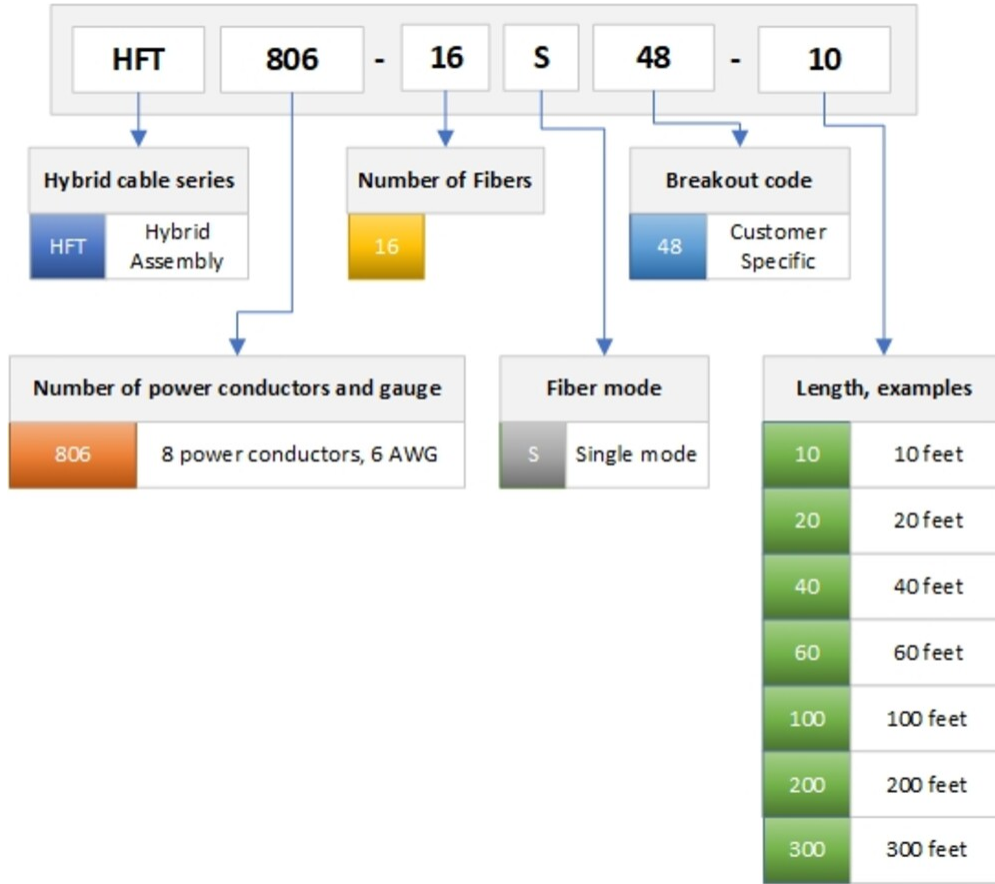 HFT 806 - 16 S 48 - 10
Hybrid cable series
HFT Hybrid Assembly
Number of Fibers
16
Breakout code
48 Customer Specific
Number of power conductors and gauge
806 8 power conductors, 6 AWG
Fiber mode
S Single mode
Length, examples
10 10 feet
20 20 feet
40 40 feet
60 60 feet
100 100 feet
200 200 feet
300 300 feet